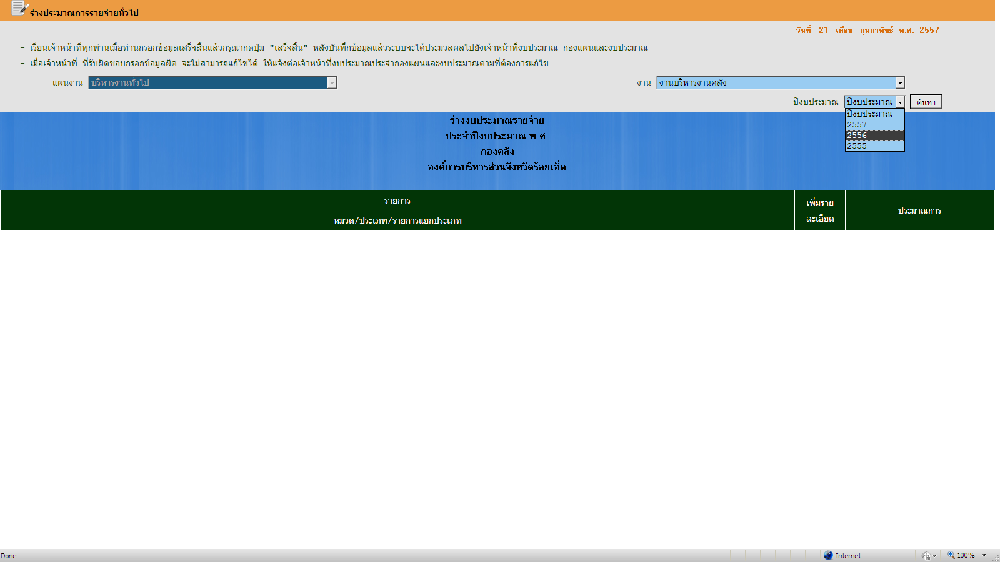 ร่างประมาณการรายจ่ายทั่วไป
วันที่ 21 เดือน กุมภาพันธ์ พ.ศ. 2557
- เรียนเจ้าหน้าที่ทุกท่านเมื่อท่านกรอกข้อมูลเสร็จสิ้นแล้วกรุณากดปุ่ม "เสร็จสิ้น" หลังบันทึกข้อมูลแล้วระบบจะได้ประมวลผลไปยังเจ้าหน้าที่งบประมาณ กองแผนและงบประมาณ
- เมื่อเจ้าหน้าที่ ที่รับผิดชอบกรอกข้อมูลผิด จะไม่สามารถแก้ไขได้ ให้แจ้งต่อเจ้าหน้าที่งบประมาณประจำกองแผนและงบประมาณตามที่ต้องการแก้ไข
แผนงาน บริหารงานทั่วไป งาน งานบริหารงานคลัง
ปีงบประมาณ ปีงบประมาณ ค้นหา
ปีงบประมาณ
2557
2556
2555
ร่างงบประมาณรายจ่าย
ประจำปีงบประมาณ พ.ศ.
กองคลัง
องค์การบริหารส่วนจังหวัดร้อยเอ็ด
รายการ
หมวด/ประเภท/รายการแยกประเภท
เพิ่มราย
ละเอียด
ประมาณการ
Done Internet 100%